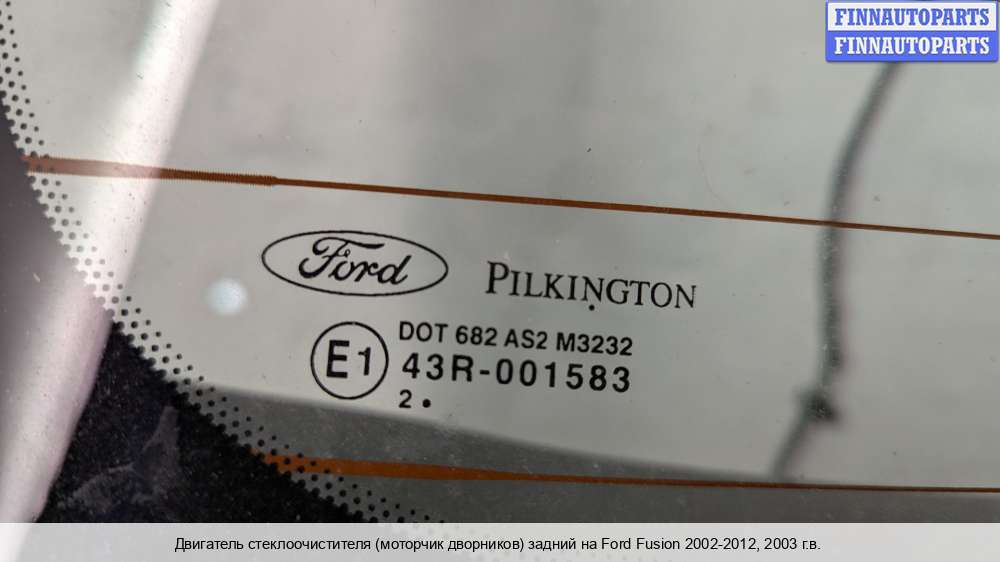 FINNAUTOPARTS
FINNAUTOPARTS
Ford PILKINGTON
DOT 682 AS2 M3232
E1 43R-001583
2 •
Двигатель стеклоочистителя (моторчик дворников) задний на Ford Fusion 2002-2012, 2003 г.в.